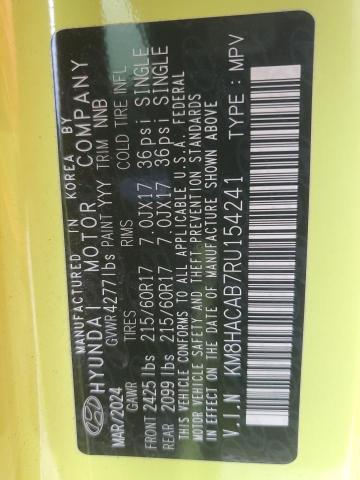 MANUFACTURED IN KOREA BY
HYUNDAI MOTOR COMPANY
MAR/2024 GVWR 4277lbs PAINT YYY TRIM NNB
GAWR TIRES RIMS COLD TIRE INFL
FRONT 2425 lbs 215/60R17 7.0JX17 36psi SINGLE
REAR 2099 lbs 215/60R17 7.0JX17 36psi SINGLE
THIS VEHICLE CONFORMS TO ALL APPLICABLE U.S.A. FEDERAL
MOTOR VEHICLE SAFETY AND THEFT PREVENTION STANDARDS
IN EFFECT ON THE DATE OF MANUFACTURE SHOWN ABOVE
V.I.N KM8HACAB7RU154241 TYPE: MPV